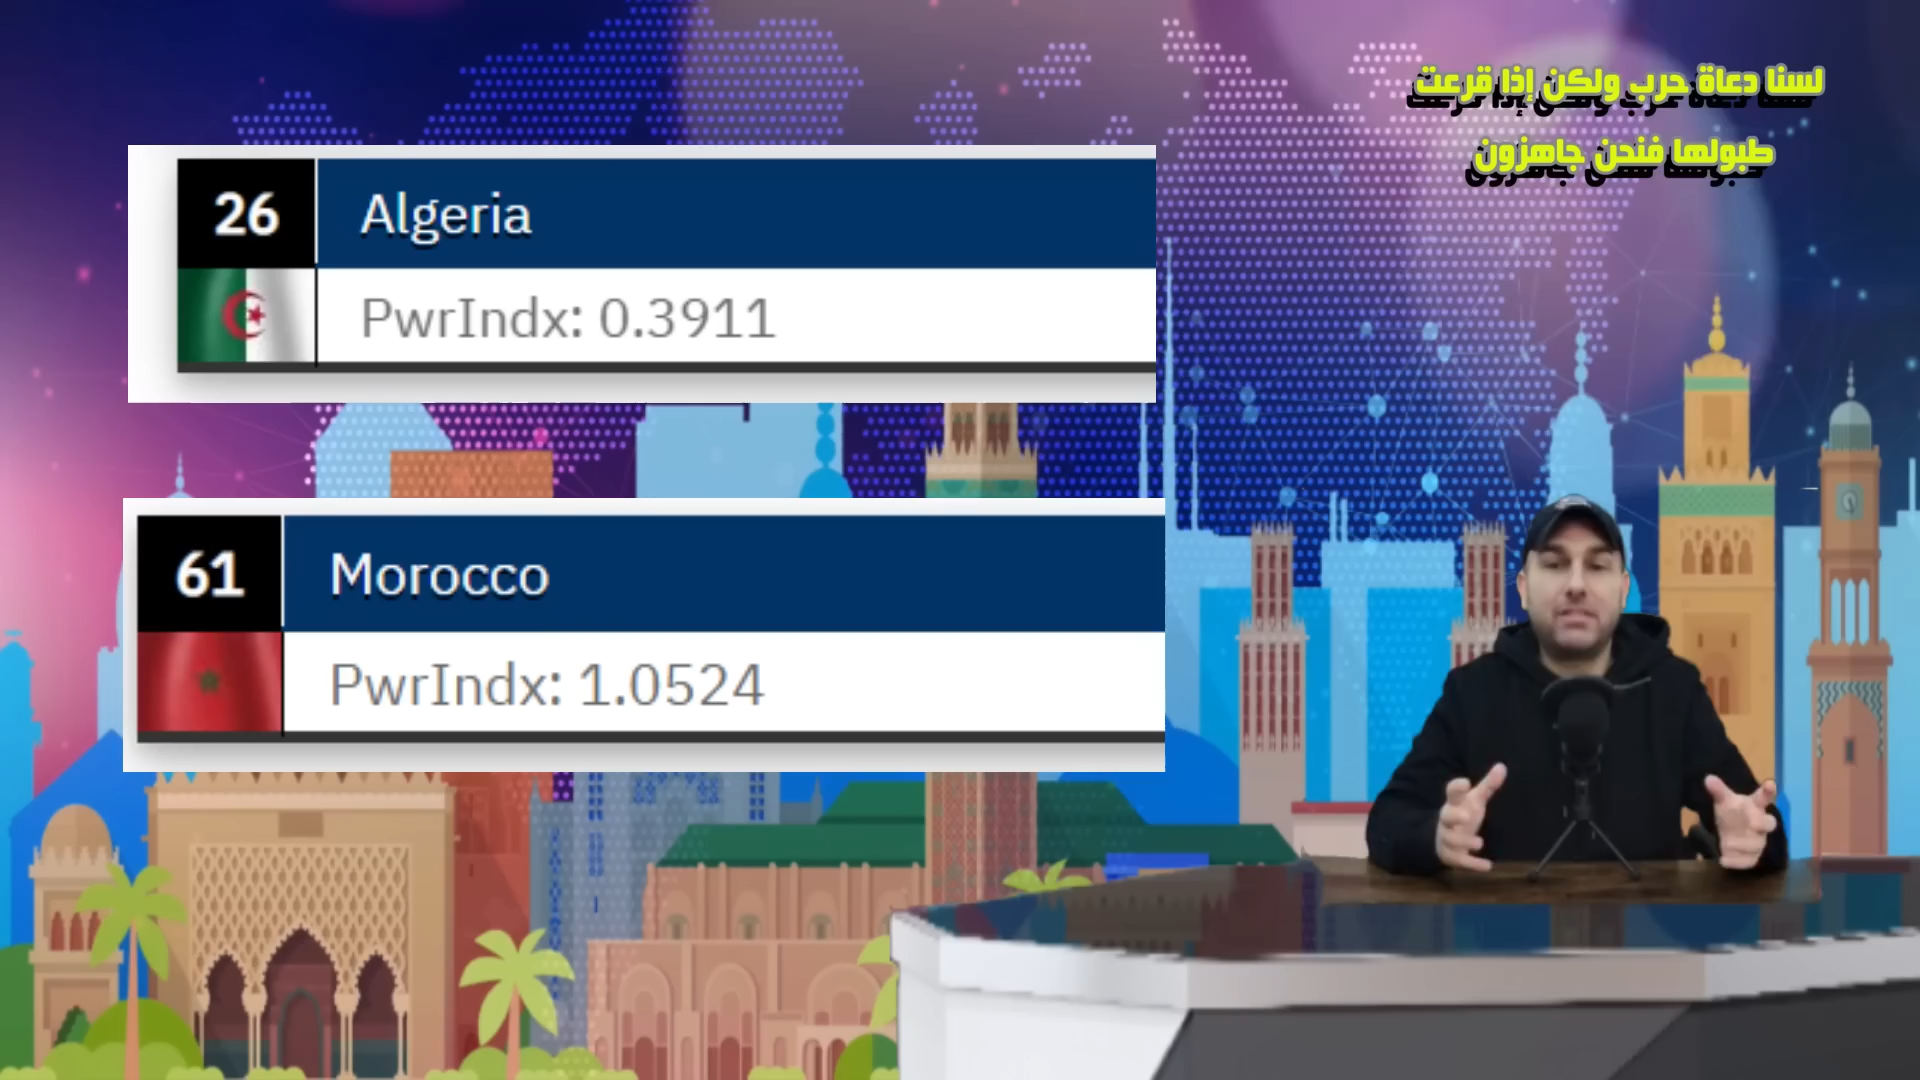 لسنا دعاة حرب ولكن إذا قرعت
طبولها فنحن جاهزون
26 Algeria
PwrIndx: 0.3911
61 Morocco
PwrIndx: 1.0524